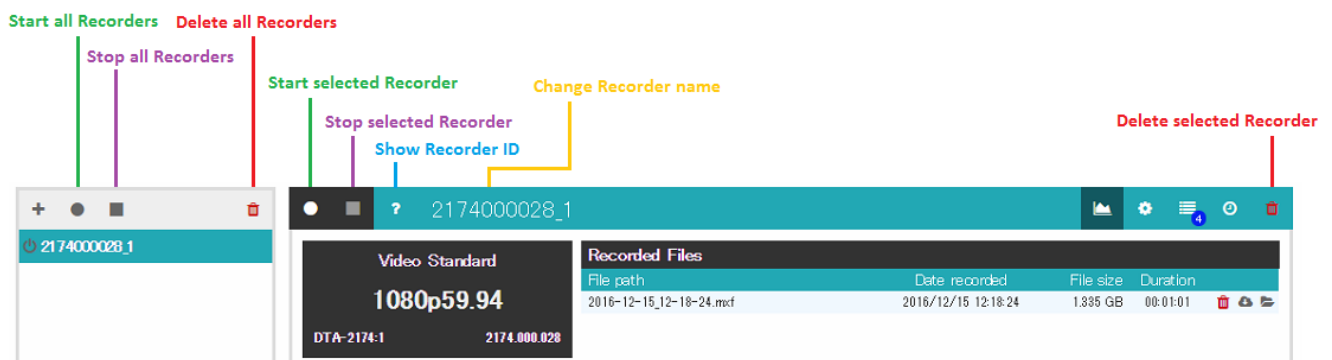 Start all Recorders Delete all Recorders
Stop all Recorders
Start selected Recorder
Change Recorder name
Stop selected Recorder
Delete selected Recorder
Show Recorder ID
? 2174000028_1
4
2174000028_1
Video Standard
1080p59.94
DTA-2174:1 2174.000.028
Recorded Files
File path Date recorded File size Duration
2016-12-15_12-18-24.mxf 2016/12/15 12:18:24 1.335 GB 00:01:01